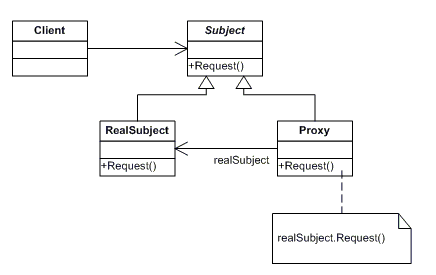 Client
Subject
+Request()
RealSubject
+Request()
realSubject
Proxy
+Request()
realSubject.Request()